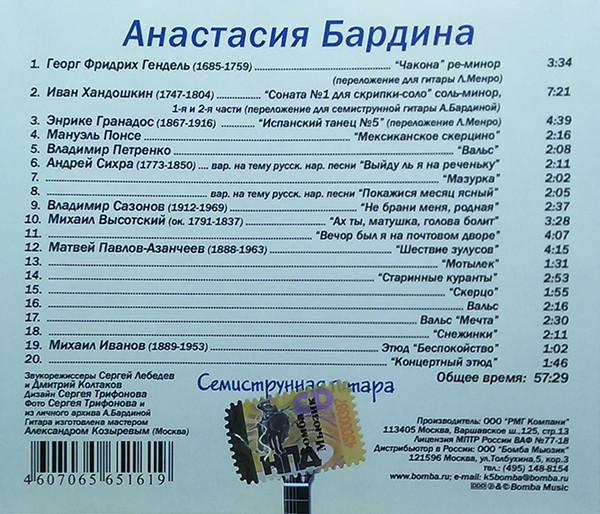 Анастасия Бардина
1. Георг Фридрих Гендель (1685-1759) "Чакона" ре-минор 3:34
(переложение для гитары Л.Менро)
2. Иван Хандошкин (1747-1804) "Соната №1 для скрипки-соло" соль-минор, 7:21
1-я и 2-я части (переложение для семиструнной гитары А.Бардиной)
3. Энрике Гранадос (1867-1916) "Испанский танец №5" (переложение Л.Менро) 4:39
4. Мануэль Понсе "Мексиканское скерцино" 2:16
5. Владимир Петренко "Вальс" 2:08
6. Андрей Сихра (1773-1850) вар. на тему русск. нар. песни "Выйду ль я на реченьку" 2:11
7. "Мазурка" 2:02
8. вар. на тему русск. нар. песни "Покажися месяц ясный" 2:05
9. Владимир Сазонов (1912-1969) "Не брани меня, родная" 2:37
10. Михаил Высотский (ок. 1791-1837) "Ах ты, матушка, голова болит" 3:28
11. "Вечор был я на почтовом дворе" 4:07
12. Матвей Павлов-Азанчеев (1888-1963) "Шествие зулусов" 4:15
13. "Мотылек" 1:31
14. "Старинные куранты" 2:53
15. "Скерцо" 1:55
16. Вальс 2:16
17. Вальс "Мечта" 2:30
18. "Снежинки" 2:11
19. Михаил Иванов (1889-1953) Этюд "Беспокойство" 1:02
20. "Концертный этюд" 1:46
Общее время: 57:29
Звукорежиссеры Сергей Лебедев
и Дмитрий Колтаков
Дизайн Сергея Трифонова
Фото Сергея Трифонова и
из личного архива А.Бардиной
Гитара изготовлена мастером
Александром Козыревым (Москва)
Семиструнная гитара
CD
Бомба
Мьюзик
4607065651619
Производитель: ООО "РМГ Компани"
113405 Москва, Варшавское ш.,125, стр.13
Лицензия МПТР России ВАФ №77-18
Дистрибьютор в России: ООО "Бомба Мьюзик"
121596 Москва, ул.Толбухина,5, кор.3
тел.: (495) 148-8154
www.bomba.ru; e-mail: k5bomba@bomba.ru
℗&© Bomba Music